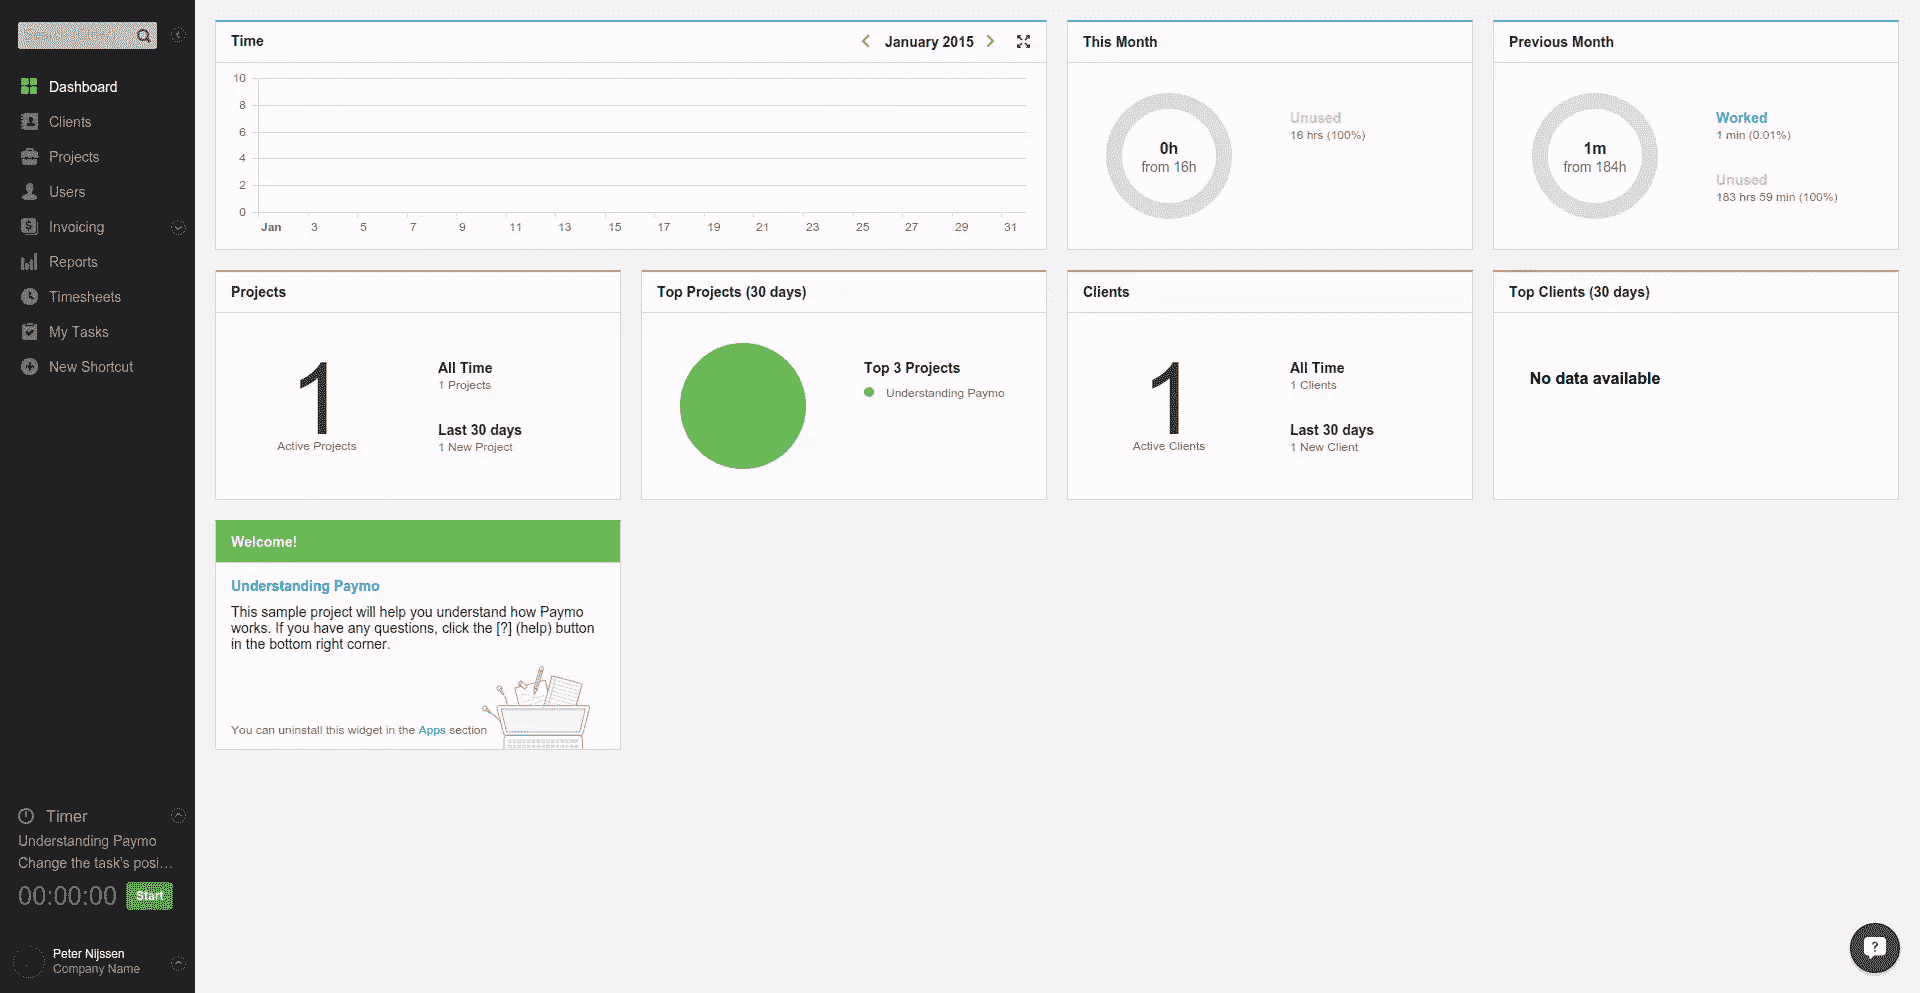 Dashboard
Clients
Projects
Users
Invoicing
Reports
Timesheets
My Tasks
New Shortcut
Timer
Understanding Paymo
Change the task's posi...
00:00:00 Start
Peter Nijssen
Company Name
Time
January 2015
10
8
6
4
2
0
Jan 3 5 7 9 11 13 15 17 19 21 23 25 27 29 31
This Month
0h
from 16h
Unused
16 hrs (100%)
Previous Month
1m
from 184h
Worked
1 min (0.01%)
Unused
183 hrs 59 min (100%)
Projects
1
Active Projects
All Time
1 Projects
Last 30 days
1 New Project
Top Projects (30 days)
Top 3 Projects
Understanding Paymo
Clients
1
Active Clients
All Time
1 Clients
Last 30 days
1 New Client
Top Clients (30 days)
No data available
Welcome!
Understanding Paymo
This sample project will help you understand how Paymo
works. If you have any questions, click the [?] (help) button
in the bottom right corner.
You can uninstall this widget in the Apps section
?